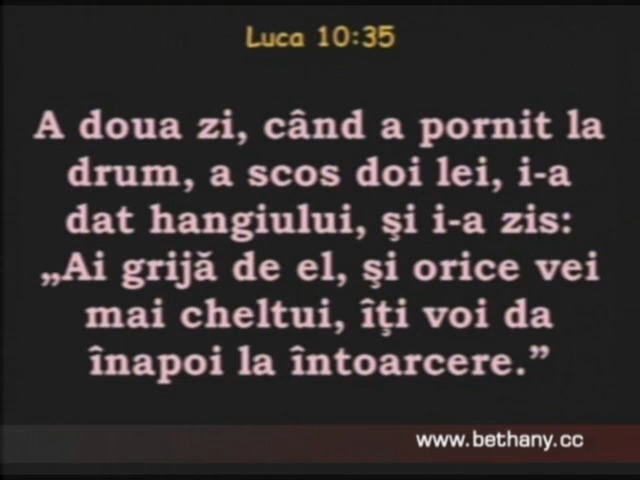 Luca 10:35
A doua zi, când a pornit la
drum, a scos doi lei, i-a
dat hangiului, şi i-a zis:
„Ai grijă de el, şi orice vei
mai cheltui, îţi voi da
înapoi la întoarcere.”
www.bethany.cc